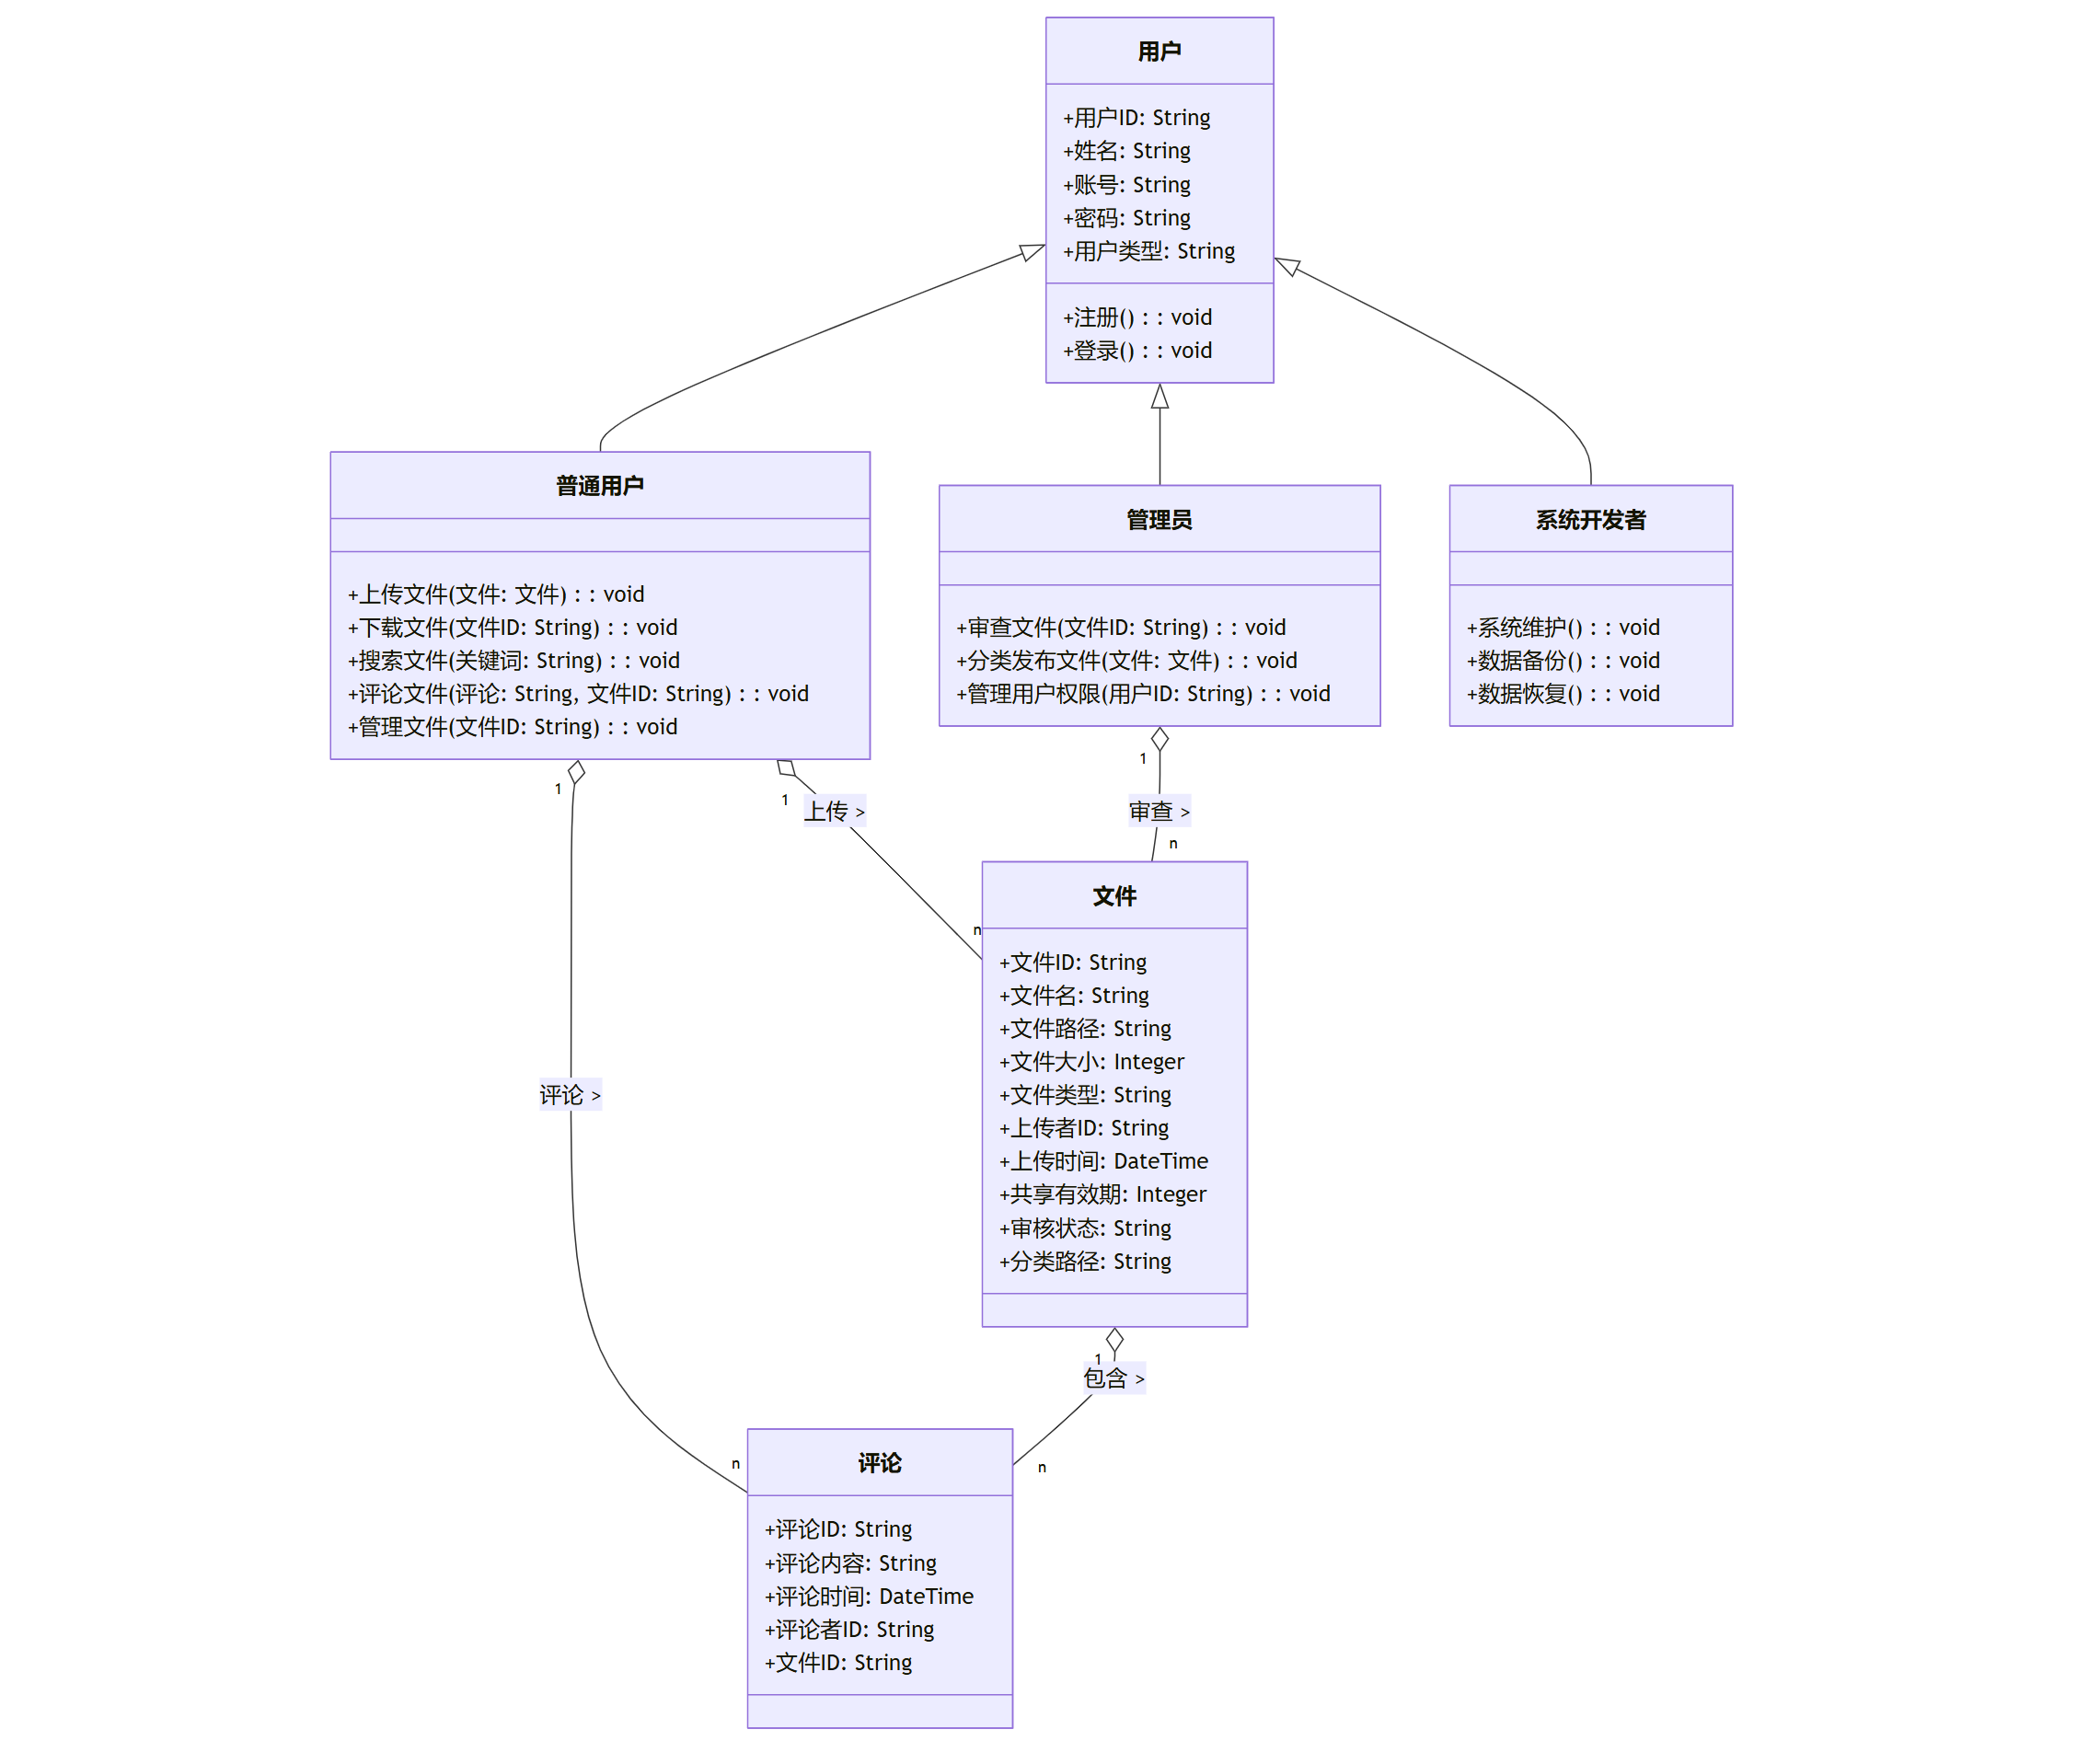 用户
+用户ID: String
+姓名: String
+账号: String
+密码: String
+用户类型: String
+注册() : : void
+登录() : : void
普通用户
+上传文件(文件: 文件) : : void
+下载文件(文件ID: String) : : void
+搜索文件(关键词: String) : : void
+评论文件(评论: String, 文件ID: String) : : void
+管理文件(文件ID: String) : : void
管理员
+审查文件(文件ID: String) : : void
+分类发布文件(文件: 文件) : : void
+管理用户权限(用户ID: String) : : void
系统开发者
+系统维护() : : void
+数据备份() : : void
+数据恢复() : : void
1
1
上传 >
n
1
审查 >
n
文件
+文件ID: String
+文件名: String
+文件路径: String
+文件大小: Integer
+文件类型: String
+上传者ID: String
+上传时间: DateTime
+共享有效期: Integer
+审核状态: String
+分类路径: String
评论 >
n
1
包含 >
n
评论
+评论ID: String
+评论内容: String
+评论时间: DateTime
+评论者ID: String
+文件ID: String